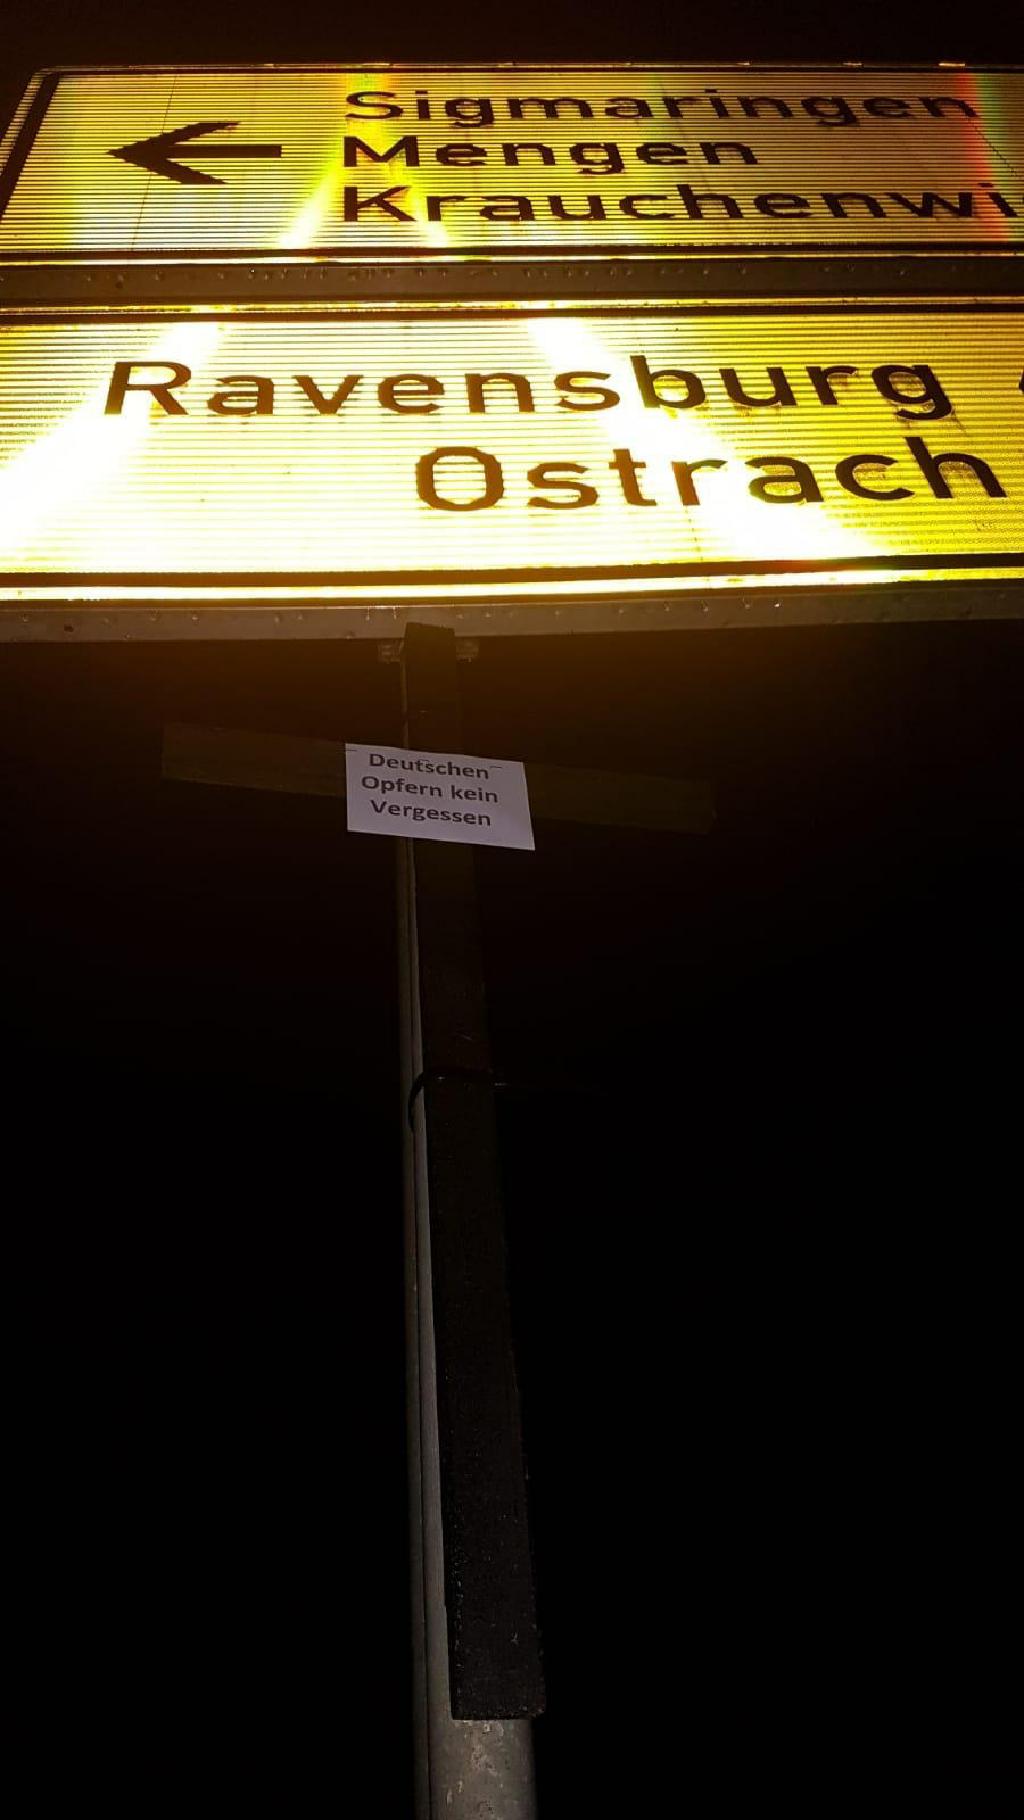 Sigmaringen
Mengen
Krauchenwi
Ravensburg
Ostrach
Deutschen
Opfern kein
Vergessen